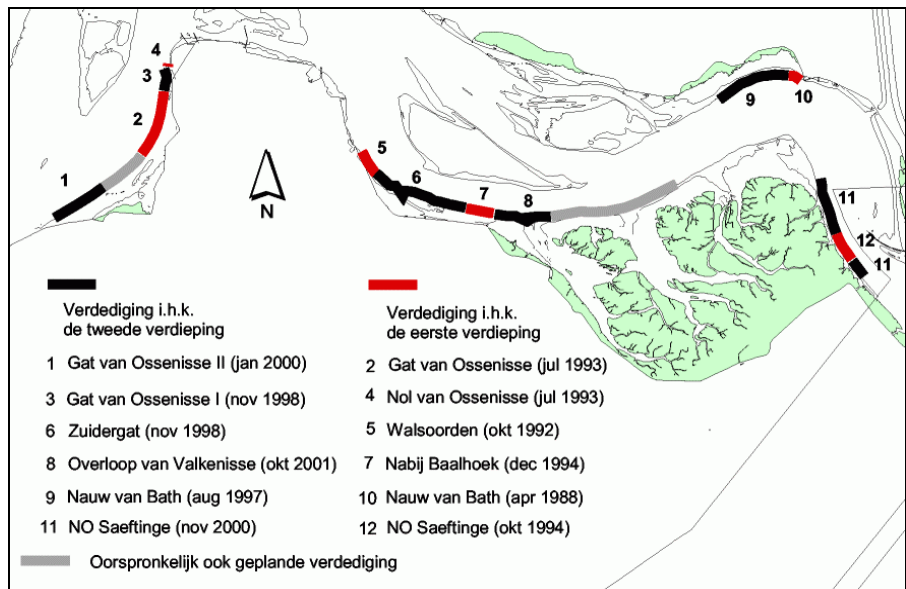 4
3
2
1
5
6
7
8
9
10
11
12
11
N
Verdediging i.h.k.
de tweede verdieping
1 Gat van Ossenisse II (jan 2000)
3 Gat van Ossenisse I (nov 1998)
6 Zuidergat (nov 1998)
8 Overloop van Valkenisse (okt 2001)
9 Nauw van Bath (aug 1997)
11 NO Saeftinge (nov 2000)
Verdediging i.h.k.
de eerste verdieping
2 Gat van Ossenisse (jul 1993)
4 Nol van Ossenisse (jul 1993)
5 Walsoorden (okt 1992)
7 Nabij Baalhoek (dec 1994)
10 Nauw van Bath (apr 1988)
12 NO Saeftinge (okt 1994)
Oorspronkelijk ook geplande verdediging